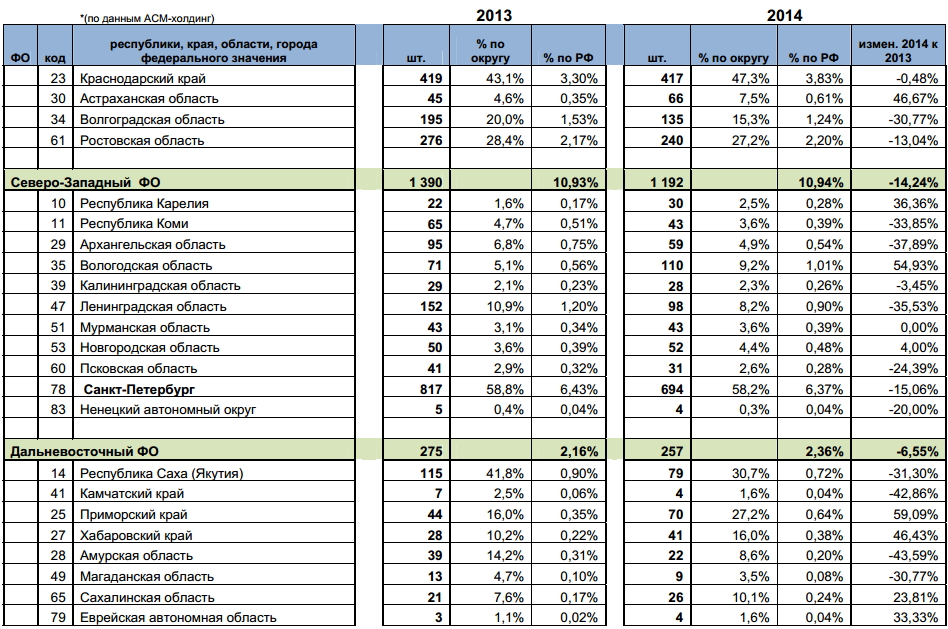 *(по данным АСМ-холдинг) 2013 2014
ФО код республики, края, области, города федерального значения шт. % по округу % по РФ шт. % по округу % по РФ измен. 2014 к 2013
23 Краснодарский край 419 43,1% 3,30% 417 47,3% 3,83% -0,48%
30 Астраханская область 45 4,6% 0,35% 66 7,5% 0,61% 46,67%
34 Волгоградская область 195 20,0% 1,53% 135 15,3% 1,24% -30,77%
61 Ростовская область 276 28,4% 2,17% 240 27,2% 2,20% -13,04%
Северо-Западный ФО 1 390 10,93% 1 192 10,94% -14,24%
10 Республика Карелия 22 1,6% 0,17% 30 2,5% 0,28% 36,36%
11 Республика Коми 65 4,7% 0,51% 43 3,6% 0,39% -33,85%
29 Архангельская область 95 6,8% 0,75% 59 4,9% 0,54% -37,89%
35 Вологодская область 71 5,1% 0,56% 110 9,2% 1,01% 54,93%
39 Калининградская область 29 2,1% 0,23% 28 2,3% 0,26% -3,45%
47 Ленинградская область 152 10,9% 1,20% 98 8,2% 0,90% -35,53%
51 Мурманская область 43 3,1% 0,34% 43 3,6% 0,39% 0,00%
53 Новгородская область 50 3,6% 0,39% 52 4,4% 0,48% 4,00%
60 Псковская область 41 2,9% 0,32% 31 2,6% 0,28% -24,39%
78 Санкт-Петербург 817 58,8% 6,43% 694 58,2% 6,37% -15,06%
83 Ненецкий автономный округ 5 0,4% 0,04% 4 0,3% 0,04% -20,00%
Дальневосточный ФО 275 2,16% 257 2,36% -6,55%
14 Республика Саха (Якутия) 115 41,8% 0,90% 79 30,7% 0,72% -31,30%
41 Камчатский край 7 2,5% 0,06% 4 1,6% 0,04% -42,86%
25 Приморский край 44 16,0% 0,35% 70 27,2% 0,64% 59,09%
27 Хабаровский край 28 10,2% 0,22% 41 16,0% 0,38% 46,43%
28 Амурская область 39 14,2% 0,31% 22 8,6% 0,20% -43,59%
49 Магаданская область 13 4,7% 0,10% 9 3,5% 0,08% -30,77%
65 Сахалинская область 21 7,6% 0,17% 26 10,1% 0,24% 23,81%
79 Еврейская автономная область 3 1,1% 0,02% 4 1,6% 0,04% 33,33%